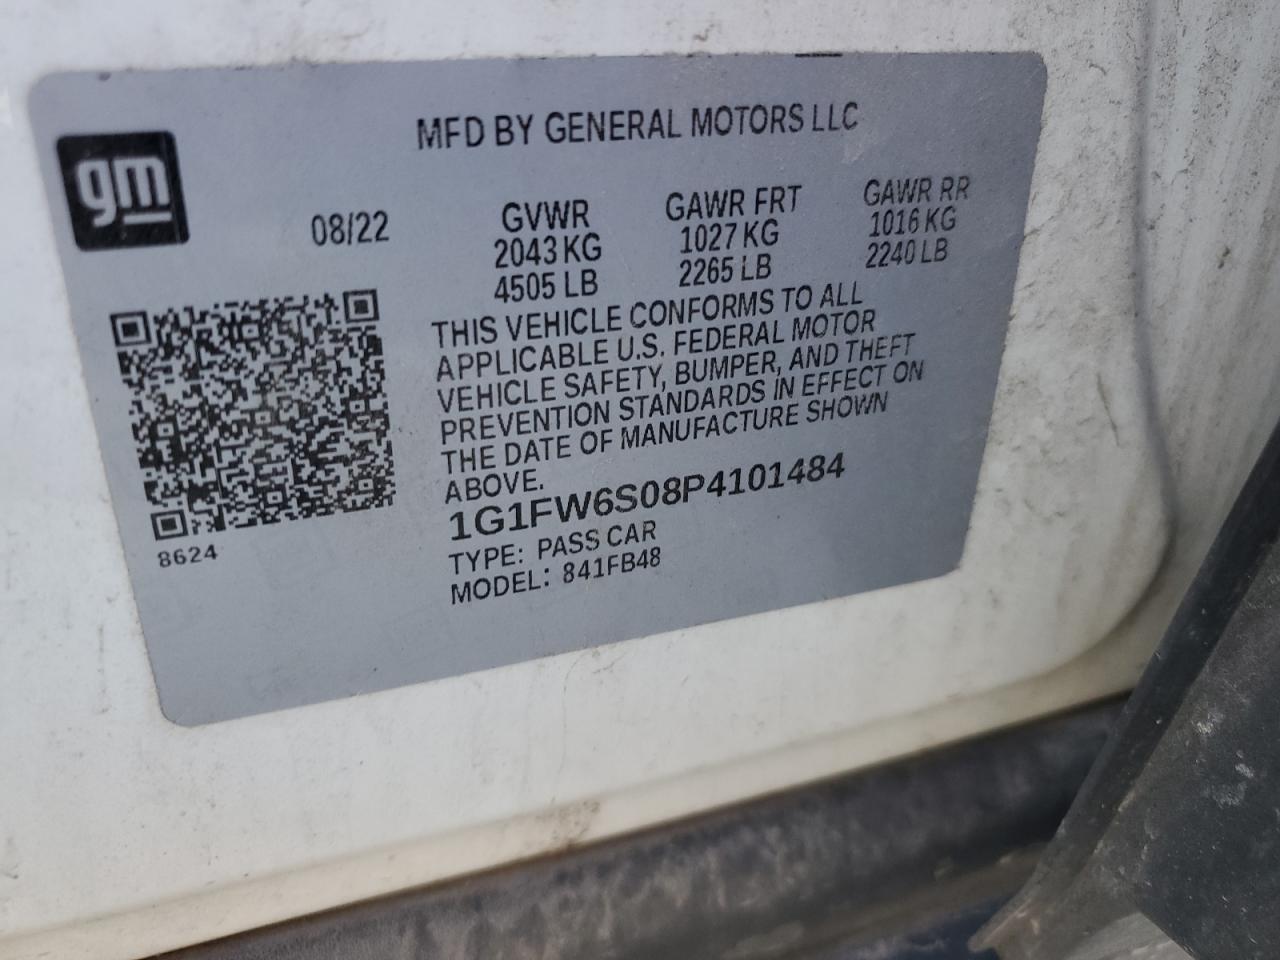 MFD BY GENERAL MOTORS LLC
gm
08/22
GVWR
2043 KG
4505 LB
GAWR FRT
1027 KG
2265 LB
GAWR RR
1016 KG
2240 LB
THIS VEHICLE CONFORMS TO ALL
APPLICABLE U.S. FEDERAL MOTOR
VEHICLE SAFETY, BUMPER, AND THEFT
PREVENTION STANDARDS IN EFFECT ON
THE DATE OF MANUFACTURE SHOWN
ABOVE.
1G1FW6S08P4101484
TYPE: PASS CAR
MODEL: 841FB48
8624